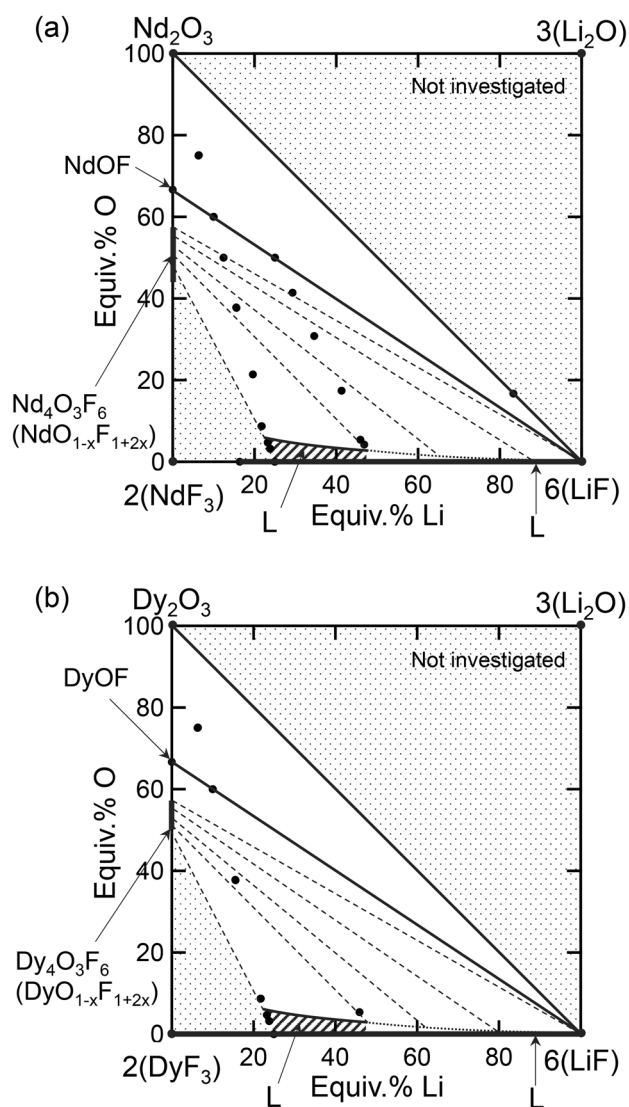 (a)
Nd₂O₃
3(Li₂O)
100
Not investigated
80
NdOF
60
Equiv.% O
40
20
Nd₄O₃F₆
(NdO₁₋ₓF₁₊₂ₓ)
0
20
40
60
80
2(NdF₃)
L
Equiv.% Li
L
6(LiF)
(b)
Dy₂O₃
3(Li₂O)
100
Not investigated
DyOF
80
60
Equiv.% O
40
20
Dy₄O₃F₆
(DyO₁₋ₓF₁₊₂ₓ)
0
20
40
60
80
2(DyF₃)
L
Equiv.% Li
L
6(LiF)